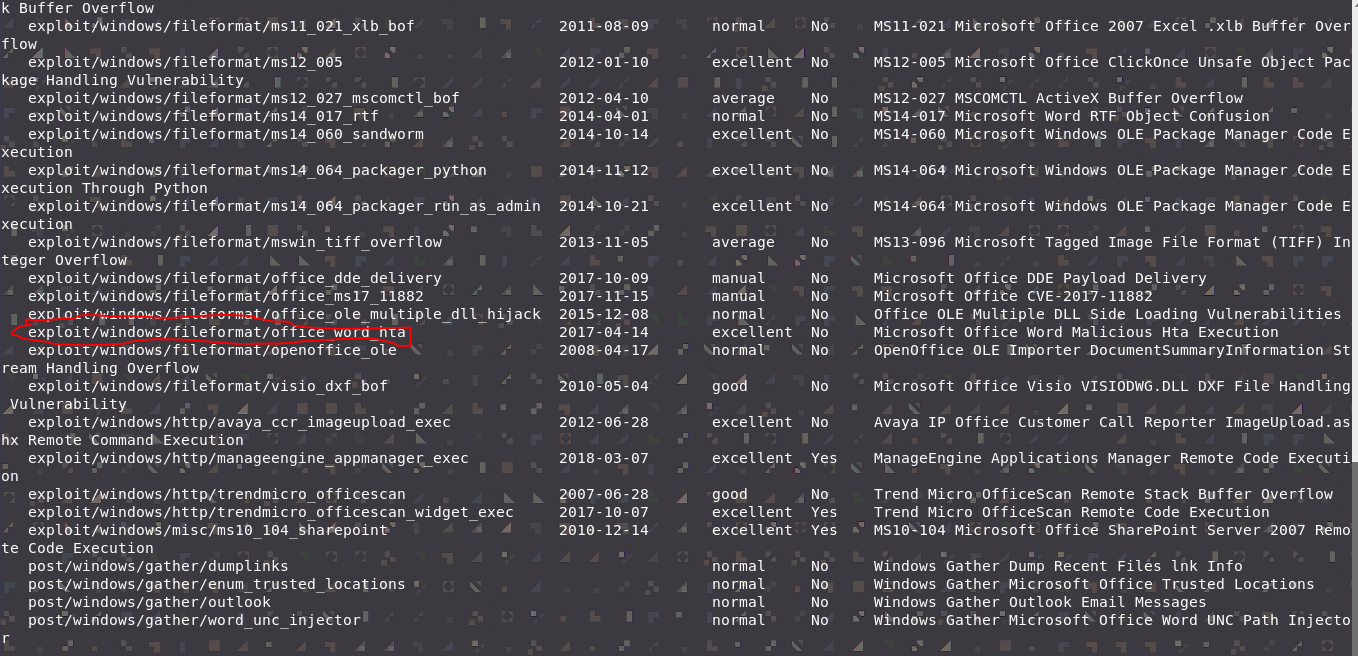 k Buffer Overflow
exploit/windows/fileformat/ms11_021_xlb_bof 2011-08-09 normal No MS11-021 Microsoft Office 2007 Excel .xlb Buffer Over
flow
exploit/windows/fileformat/ms12_005 2012-01-10 excellent No MS12-005 Microsoft Office ClickOnce Unsafe Object Pac
kage Handling Vulnerability
exploit/windows/fileformat/ms12_027_mscomctl_bof 2012-04-10 average No MS12-027 MSCOMCTL ActiveX Buffer Overflow
exploit/windows/fileformat/ms14_017_rtf 2014-04-01 normal No MS14-017 Microsoft Word RTF Object Confusion
exploit/windows/fileformat/ms14_060_sandworm 2014-10-14 excellent No MS14-060 Microsoft Windows OLE Package Manager Code E
xecution
exploit/windows/fileformat/ms14_064_packager_python 2014-11-12 excellent No MS14-064 Microsoft Windows OLE Package Manager Code E
xecution Through Python
exploit/windows/fileformat/ms14_064_packager_run_as_admin 2014-10-21 excellent No MS14-064 Microsoft Windows OLE Package Manager Code E
xecution
exploit/windows/fileformat/mswin_tiff_overflow 2013-11-05 average No MS13-096 Microsoft Tagged Image File Format (TIFF) In
teger Overflow
exploit/windows/fileformat/office_dde_delivery 2017-10-09 manual No Microsoft Office DDE Payload Delivery
exploit/windows/fileformat/office_ms17_11882 2017-11-15 manual No Microsoft Office CVE-2017-11882
exploit/windows/fileformat/office_ole_multiple_dll_hijack 2015-12-08 normal No Office OLE Multiple DLL Side Loading Vulnerabilities
exploit/windows/fileformat/office_word_hta 2017-04-14 excellent No Microsoft Office Word Malicious Hta Execution
exploit/windows/fileformat/openoffice_ole 2008-04-17 normal No OpenOffice OLE Importer DocumentSummaryInformation St
ream Handling Overflow
exploit/windows/fileformat/visio_dxf_bof 2010-05-04 good No Microsoft Office Visio VISIODWG.DLL DXF File Handling
Vulnerability
exploit/windows/http/avaya_ccr_imageupload_exec 2012-06-28 excellent No Avaya IP Office Customer Call Reporter ImageUpload.as
hx Remote Command Execution
exploit/windows/http/manageengine_appmanager_exec 2018-03-07 excellent Yes ManageEngine Applications Manager Remote Code Executi
on
exploit/windows/http/trendmicro_officescan 2007-06-28 good No Trend Micro OfficeScan Remote Stack Buffer Overflow
exploit/windows/http/trendmicro_officescan_widget_exec 2017-10-07 excellent Yes Trend Micro OfficeScan Remote Code Execution
exploit/windows/misc/ms10_104_sharepoint 2010-12-14 excellent Yes MS10-104 Microsoft Office SharePoint Server 2007 Remo
te Code Execution
post/windows/gather/dumplinks normal No Windows Gather Dump Recent Files lnk Info
post/windows/gather/enum_trusted_locations normal No Windows Gather Microsoft Office Trusted Locations
post/windows/gather/outlook normal No Windows Gather Outlook Email Messages
post/windows/gather/word_unc_injector normal No Windows Gather Microsoft Office Word UNC Path Injecto
r